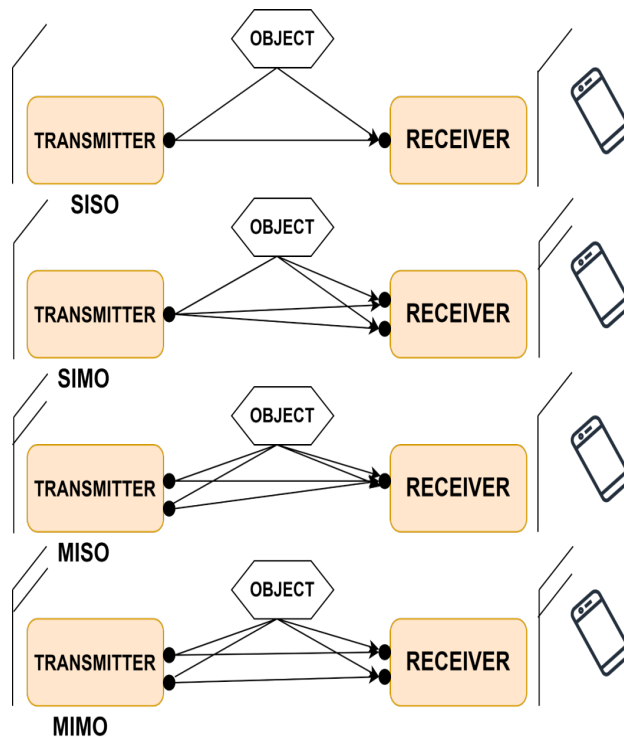 OBJECT
TRANSMITTER
RECEIVER
SISO
OBJECT
TRANSMITTER
RECEIVER
SIMO
OBJECT
TRANSMITTER
RECEIVER
MISO
OBJECT
TRANSMITTER
RECEIVER
MIMO